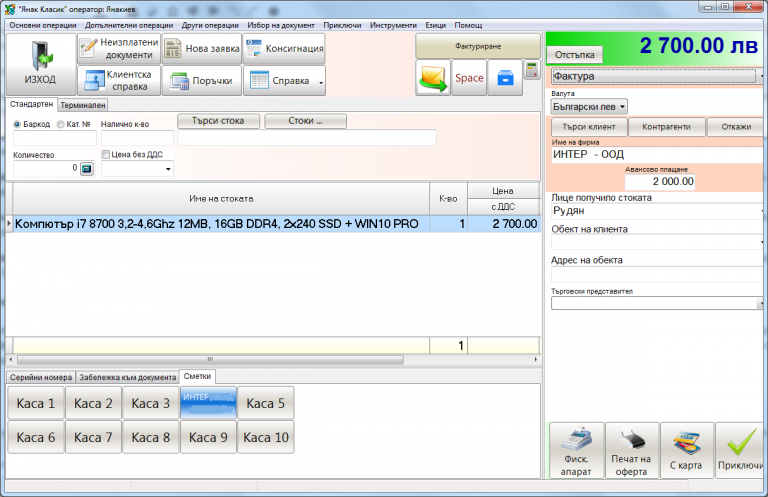 "Янак Класик" оператор: Янакиев
Основни операции Допълнителни операции Други операции Избор на документ Приключи Инструменти Езици Помощ
ИЗХОД
Неизплатени документи
Нова заявка
Консигнация
Клиентска справка
Поръчки
Справка
Фактуриране
Space
Отстъпка
2 700.00 лв
Фактура
Валута
Български лев
Търси клиент Контрагенти Откажи
Име на фирма
ИНТЕР - ООД
Авансово плащане
2 000.00
Лице получило стоката
Рудян
Обект на клиента
Адрес на обекта
Търговски представител
Стандартен Терминален
Баркод Кат. № Налично к-во
Търси стока Стоки ...
Количество
0
Цена без ДДС
Име на стоката К-во Цена
с ДДС
Компютър i7 8700 3,2-4,6Ghz 12MB, 16GB DDR4, 2x240 SSD + WIN10 PRO 1 2 700.00
1
Серийни номера Забележка към документа Сметки
Каса 1 Каса 2 Каса 3 ИНТЕР Каса 5
Каса 6 Каса 7 Каса 8 Каса 9 Каса 10
Фиск. апарат
Печат на оферта
С карта
Приключи